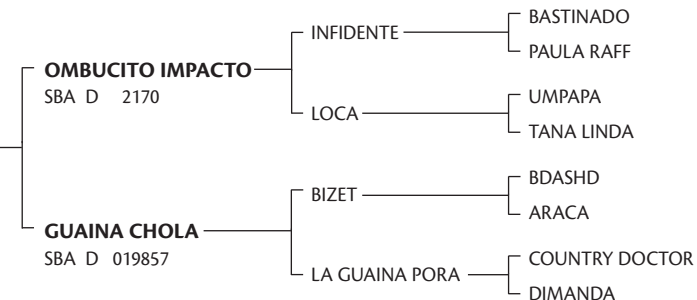 BASTINADO
INFIDENTE
PAULA RAFF
OMBUCITO IMPACTO
SBA D 2170
UMPAPA
LOCA
TANA LINDA
BDASHD
BIZET
ARACA
GUAINA CHOLA
SBA D 019857
COUNTRY DOCTOR
LA GUAINA PORA
DIMANDA